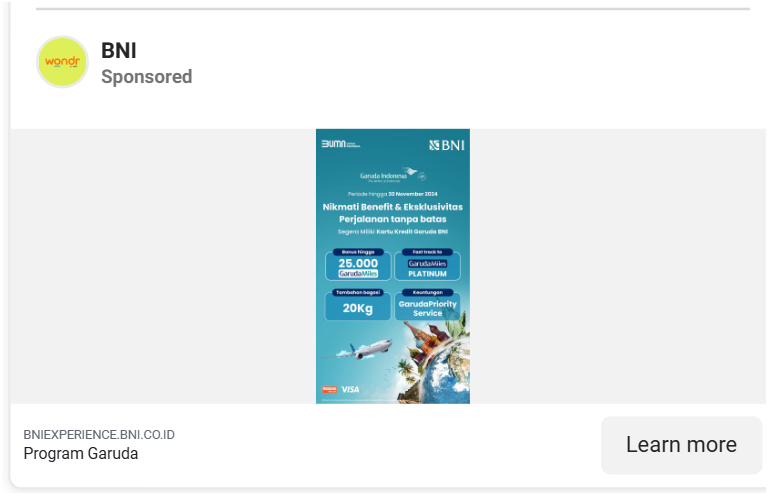 wondr
BNI
Sponsored
BUMN
BNI
Garuda Indonesia
Periode hingga 30 November 2024
Nikmati Benefit & Eksklusivitas
Perjalanan tanpa batas
Segera Miliki Kartu Kredit Garuda BNI
Bonus hingga
25.000
GarudaMiles
Fast track to
GarudaMiles
PLATINUM
Tambahan bagasi
20Kg
Keuntungan
GarudaPriority
Service
VISA
BNIEXPERIENCE.BNI.CO.ID
Program Garuda
Learn more